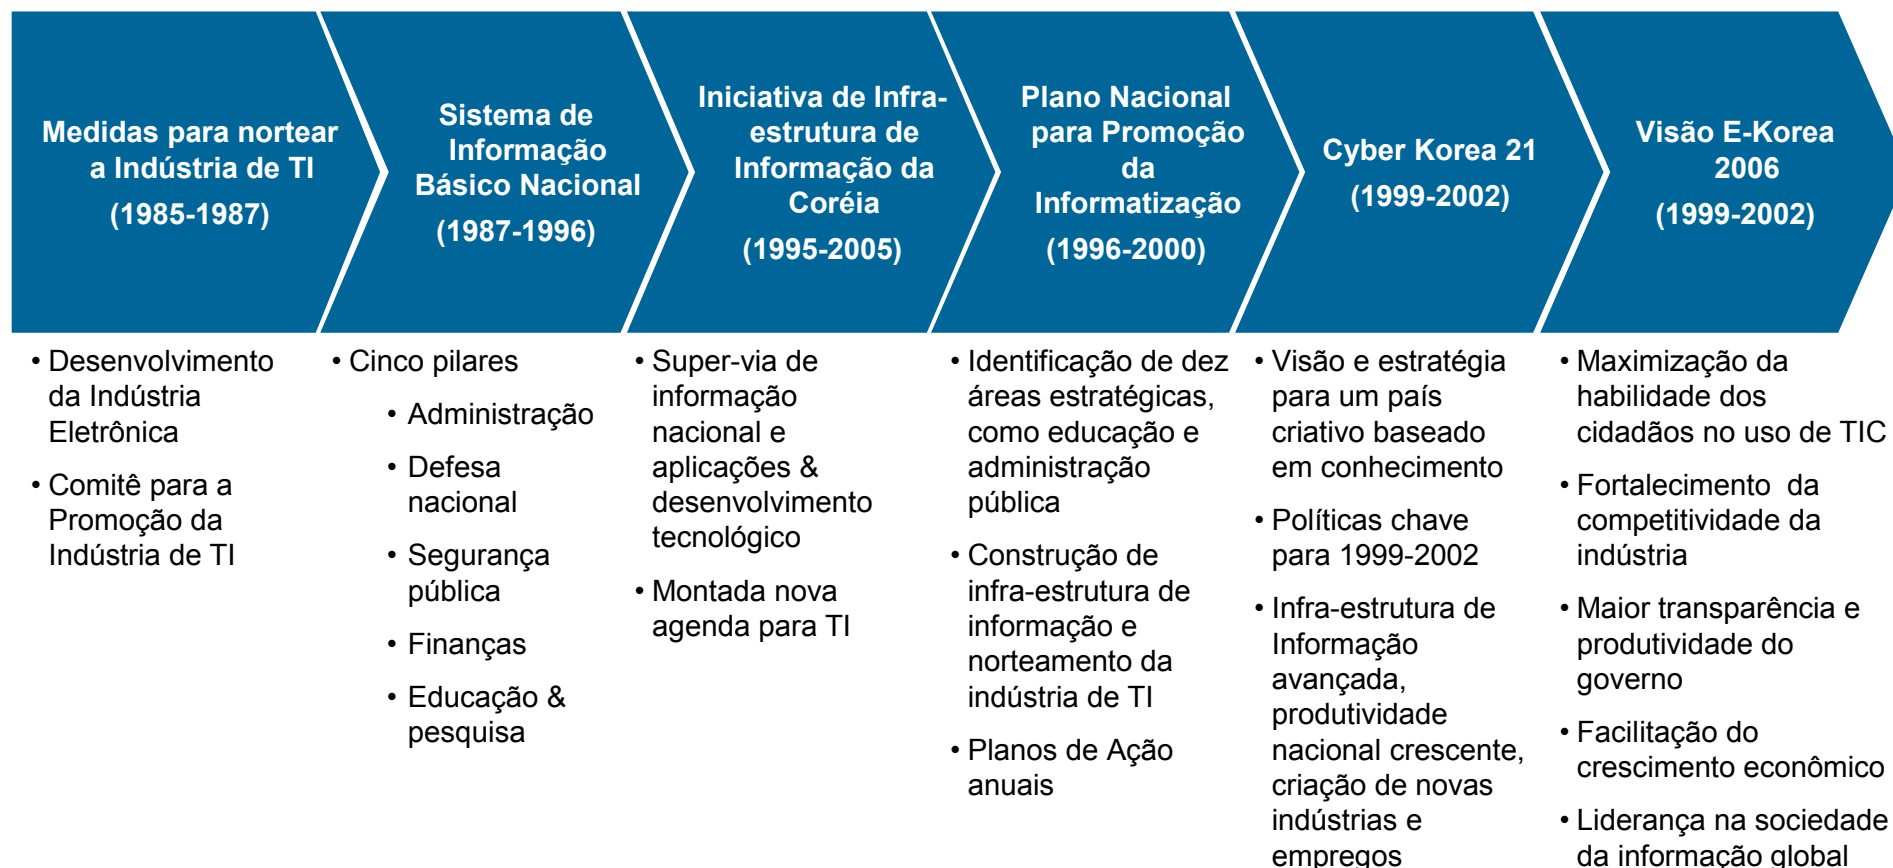 Medidas para nortear
a Indústria de TI
(1985-1987)
Sistema de
Informação
Básico Nacional
(1987-1996)
Iniciativa de Infra-
estrutura de
Informação da
Coréia
(1995-2005)
Plano Nacional
para Promoção
da
Informatização
(1996-2000)
Cyber Korea 21
(1999-2002)
Visão E-Korea
2006
(1999-2002)
• Desenvolvimento
da Indústria
Eletrônica
• Comitê para a
Promoção da
Indústria de TI
• Cinco pilares
• Administração
• Defesa
nacional
• Segurança
pública
• Finanças
• Educação &
pesquisa
• Super-via de
informação
nacional e
aplicações &
desenvolvimento
tecnológico
• Montada nova
agenda para TI
• Identificação de dez
áreas estratégicas,
como educação e
administração
pública
• Construção de
infra-estrutura de
informação e
norteamento da
indústria de TI
• Planos de Ação
anuais
• Visão e estratégia
para um país
criativo baseado
em conhecimento
• Políticas chave
para 1999-2002
• Infra-estrutura de
Informação
avançada,
produtividade
nacional crescente,
criação de novas
indústrias e
empregos
• Maximização da
habilidade dos
cidadãos no uso de TIC
• Fortalecimento da
competitividade da
indústria
• Maior transparência e
produtividade do
governo
• Facilitação do
crescimento econômico
• Liderança na sociedade
da informação global